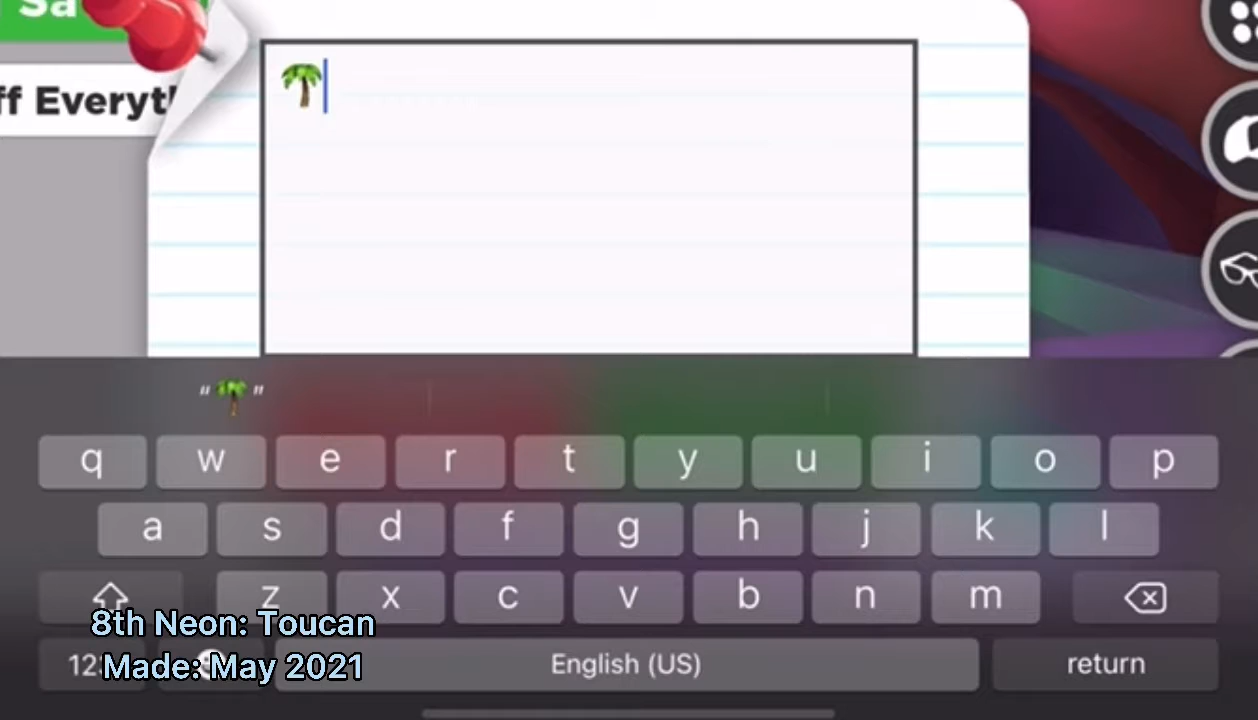 Sa
ff Everyt
🌴
"🌴"
q w e r t y u i o p
a s d f g h j k l
z x c v b n m
8th Neon: Toucan
Made: May 2021
12
English (US)
return